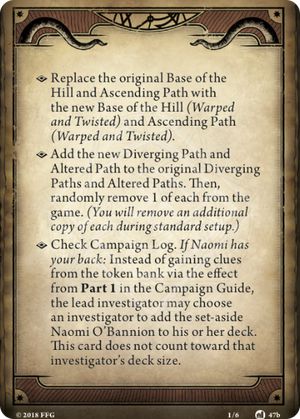 Replace the original Base of the
Hill and Ascending Path with
the new Base of the Hill (Warped
and Twisted) and Ascending Path
(Warped and Twisted).
Add the new Diverging Path and
Altered Path to the original Diverging
Paths and Altered Paths. Then,
randomly remove 1 of each from the
game. (You will remove an additional
copy of each during standard setup.)
Check Campaign Log. If Naomi has
your back: Instead of gaining clues
from the token bank via the effect
from Part 1 in the Campaign Guide,
the lead investigator may choose
an investigator to add the set-aside
Naomi O'Bannion to his or her deck.
This card does not count toward that
investigator's deck size.
© 2018 FFG 1/6 47b